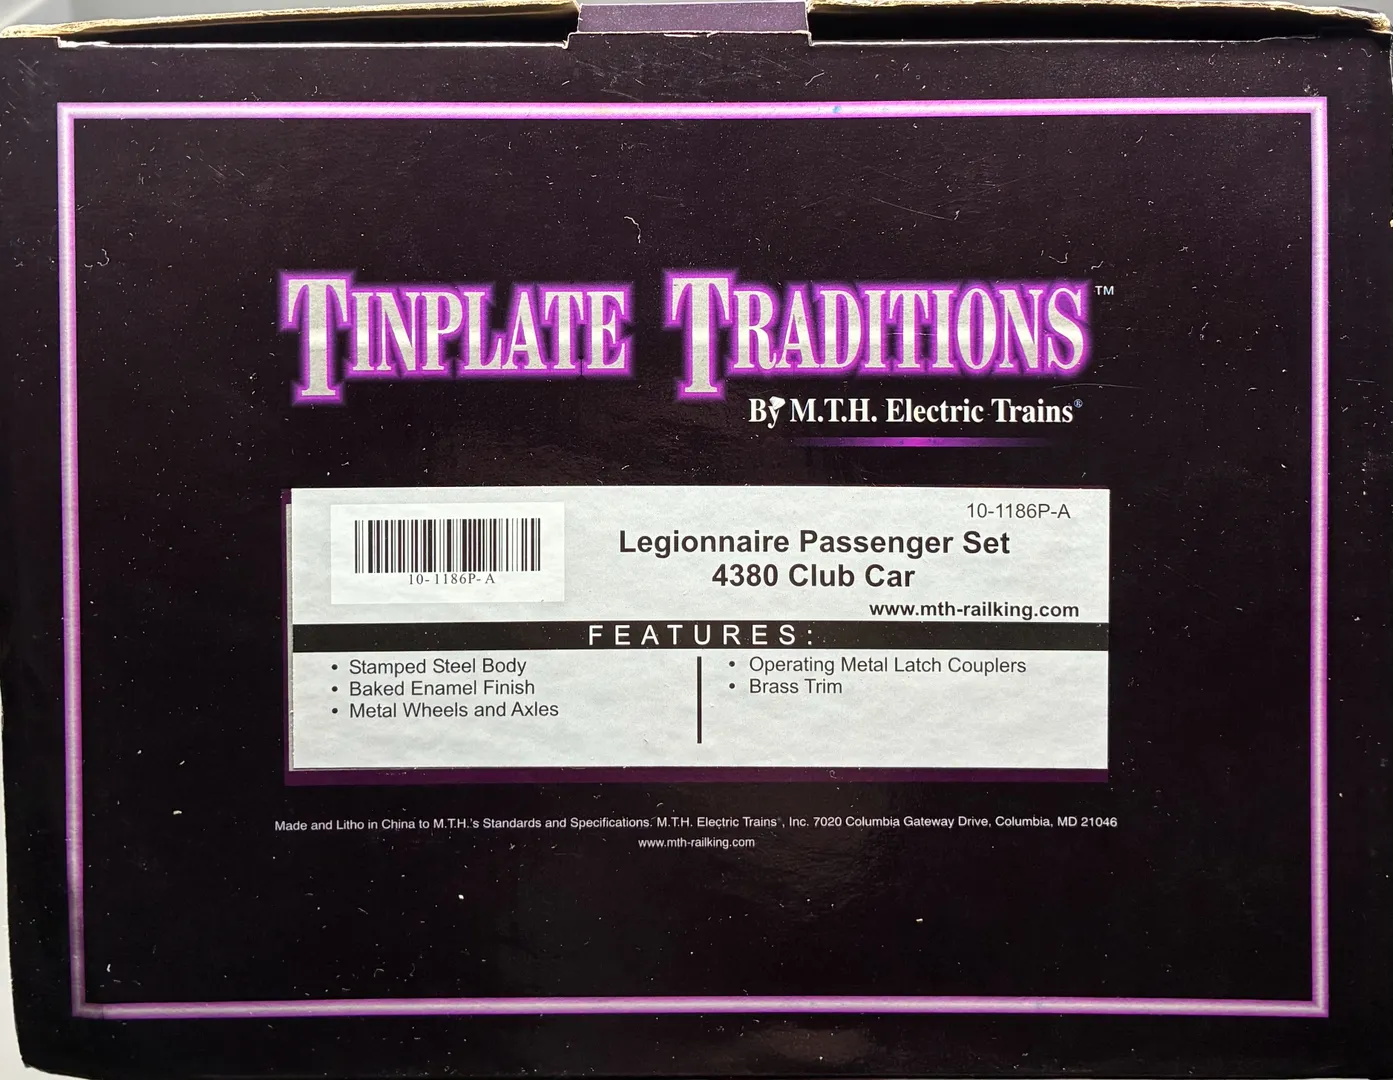 TINPLATE TRADITIONS™
By M.T.H. Electric Trains®
10-1186P-A
Legionnaire Passenger Set
4380 Club Car
10-1186P-A
www.mth-railking.com
FEATURES:
• Stamped Steel Body
• Baked Enamel Finish
• Metal Wheels and Axles
• Operating Metal Latch Couplers
• Brass Trim
Made and Litho in China to M.T.H.'s Standards and Specifications. M.T.H. Electric Trains®, Inc. 7020 Columbia Gateway Drive, Columbia, MD 21046
www.mth-railking.com